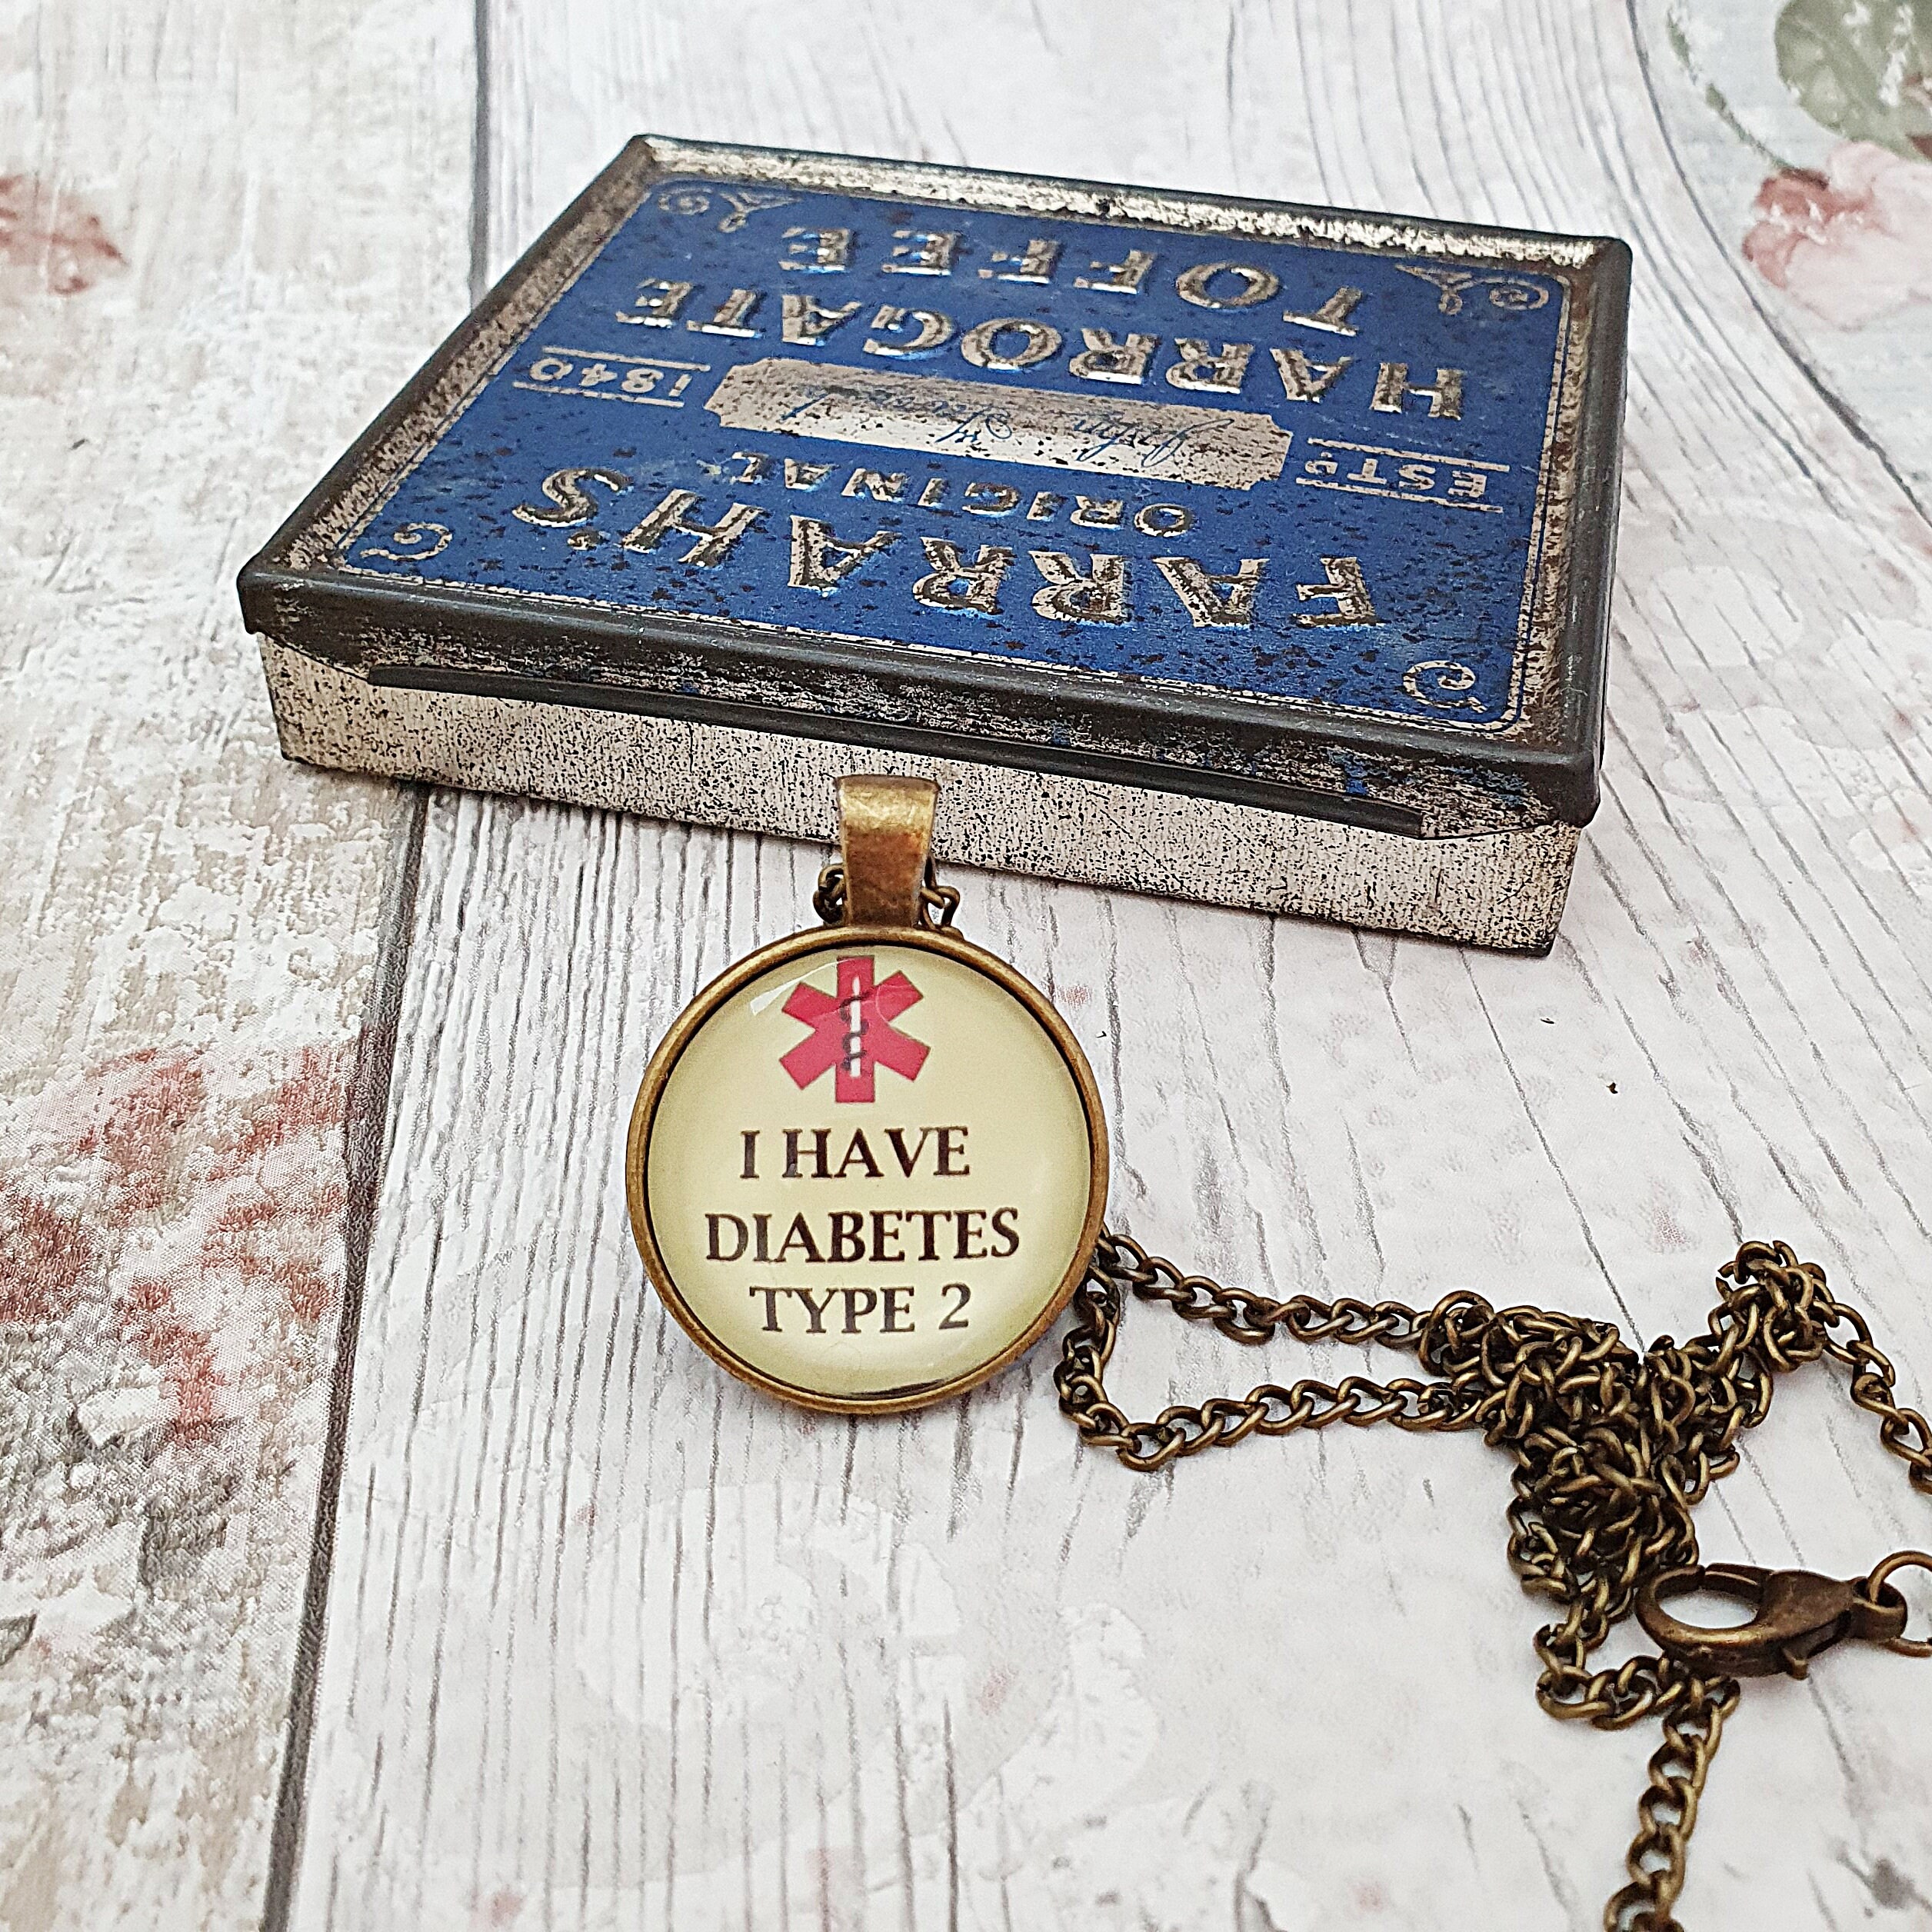 FARRAH'S
ORIGINAL
ESTD 1840
HARROGATE
TOFFEE
I HAVE
DIABETES
TYPE 2